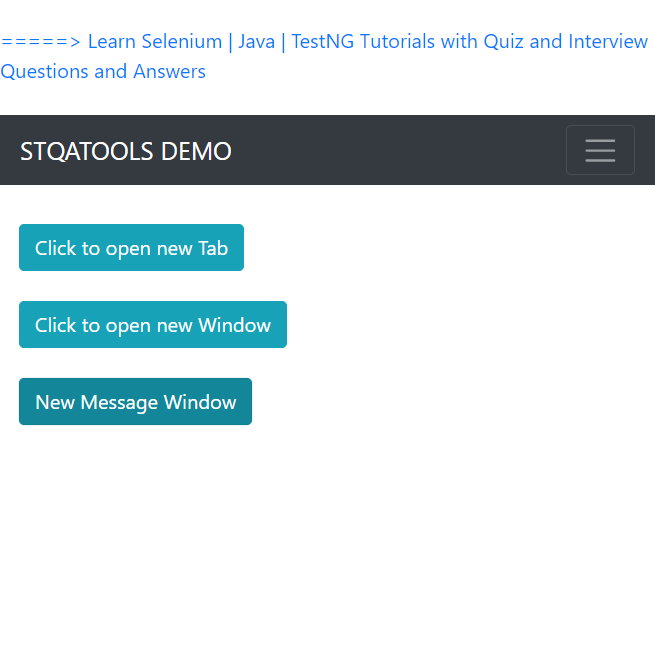 =====> Learn Selenium | Java | TestNG Tutorials with Quiz and Interview
Questions and Answers
STQATOOLS DEMO
Click to open new Tab
Click to open new Window
New Message Window